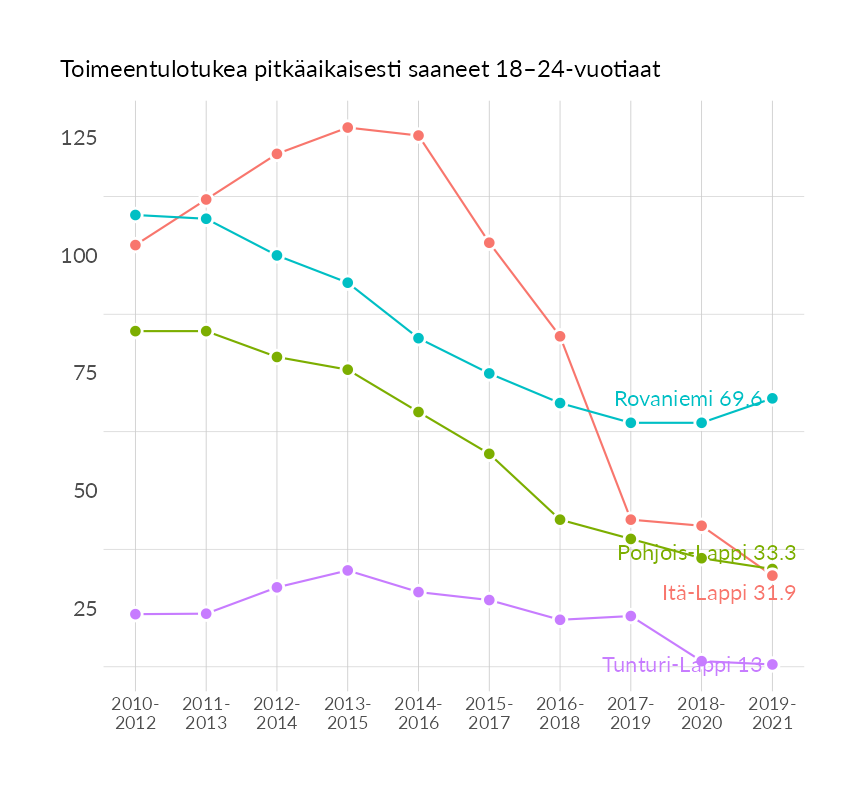 Toimeentulotukea pitkäaikaisesti saaneet 18–24-vuotiaat
125
100
75
50
25
Rovaniemi 69.6
Pohjois-Lappi 33.3
Itä-Lappi 31.9
Tunturi-Lappi 13
2010- 2011- 2012- 2013- 2014- 2015- 2016- 2017- 2018- 2019-
2012 2013 2014 2015 2016 2017 2018 2019 2020 2021